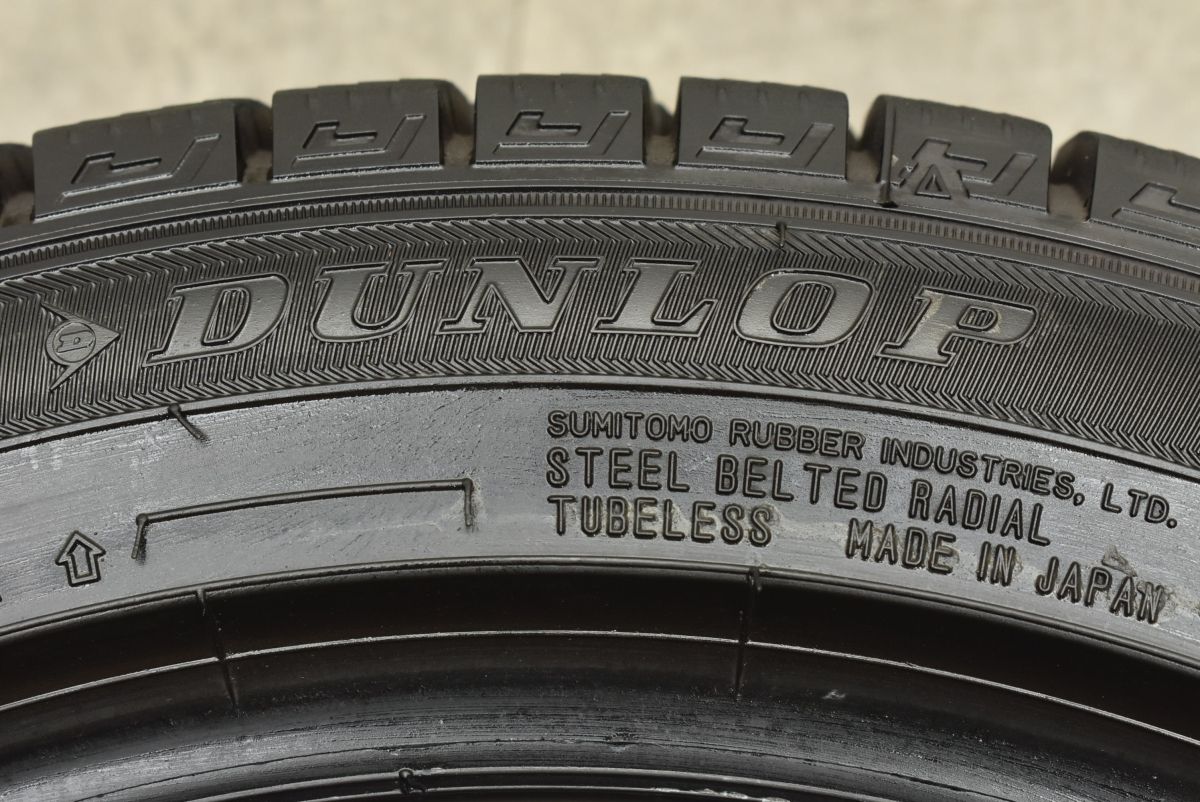 D DUNLOP
SUMITOMO RUBBER INDUSTRIES, LTD.
STEEL BELTED RADIAL
TUBELESS MADE IN JAPAN